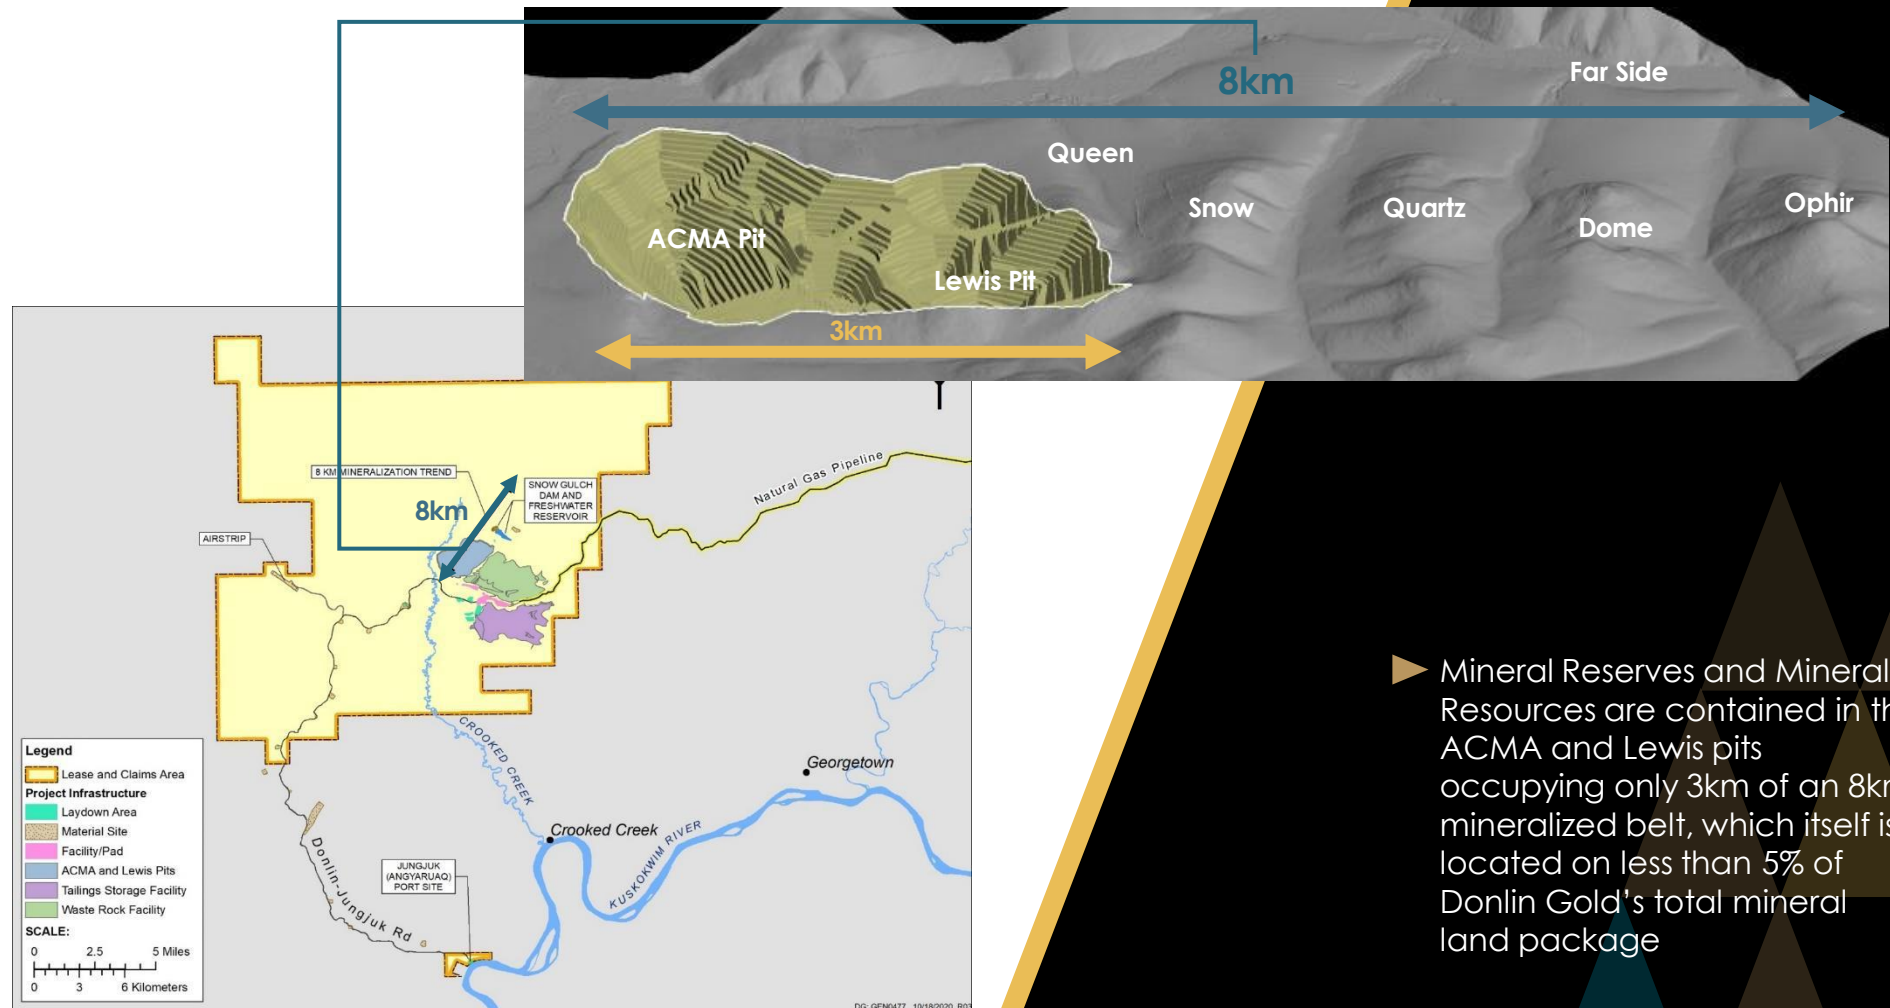 8km
Far Side
Queen
Snow
Quartz
Ophir
Dome
ACMA Pit
Lewis Pit
3km
8 KM MINERALIZATION TREND
SNOW GULCH
DAM AND
FRESHWATER
RESERVOIR
8km
Natural Gas Pipeline
AIRSTRIP
CROOKED CREEK
Georgetown
Crooked Creek
KUSKOKWIM RIVER
JUNGJUK
(ANGYARUAQ)
PORT SITE
Donlin-Jungjuk Rd
Legend
Lease and Claims Area
Project Infrastructure
Laydown Area
Material Site
Facility/Pad
ACMA and Lewis Pits
Tailings Storage Facility
Waste Rock Facility
SCALE:
0 2.5 5 Miles
0 3 6 Kilometers
DG: GEN0477_10/18/2020_R03
Mineral Reserves and Mineral
Resources are contained in th
ACMA and Lewis pits
occupying only 3km of an 8k
mineralized belt, which itself is
located on less than 5% of
Donlin Gold's total mineral
land package